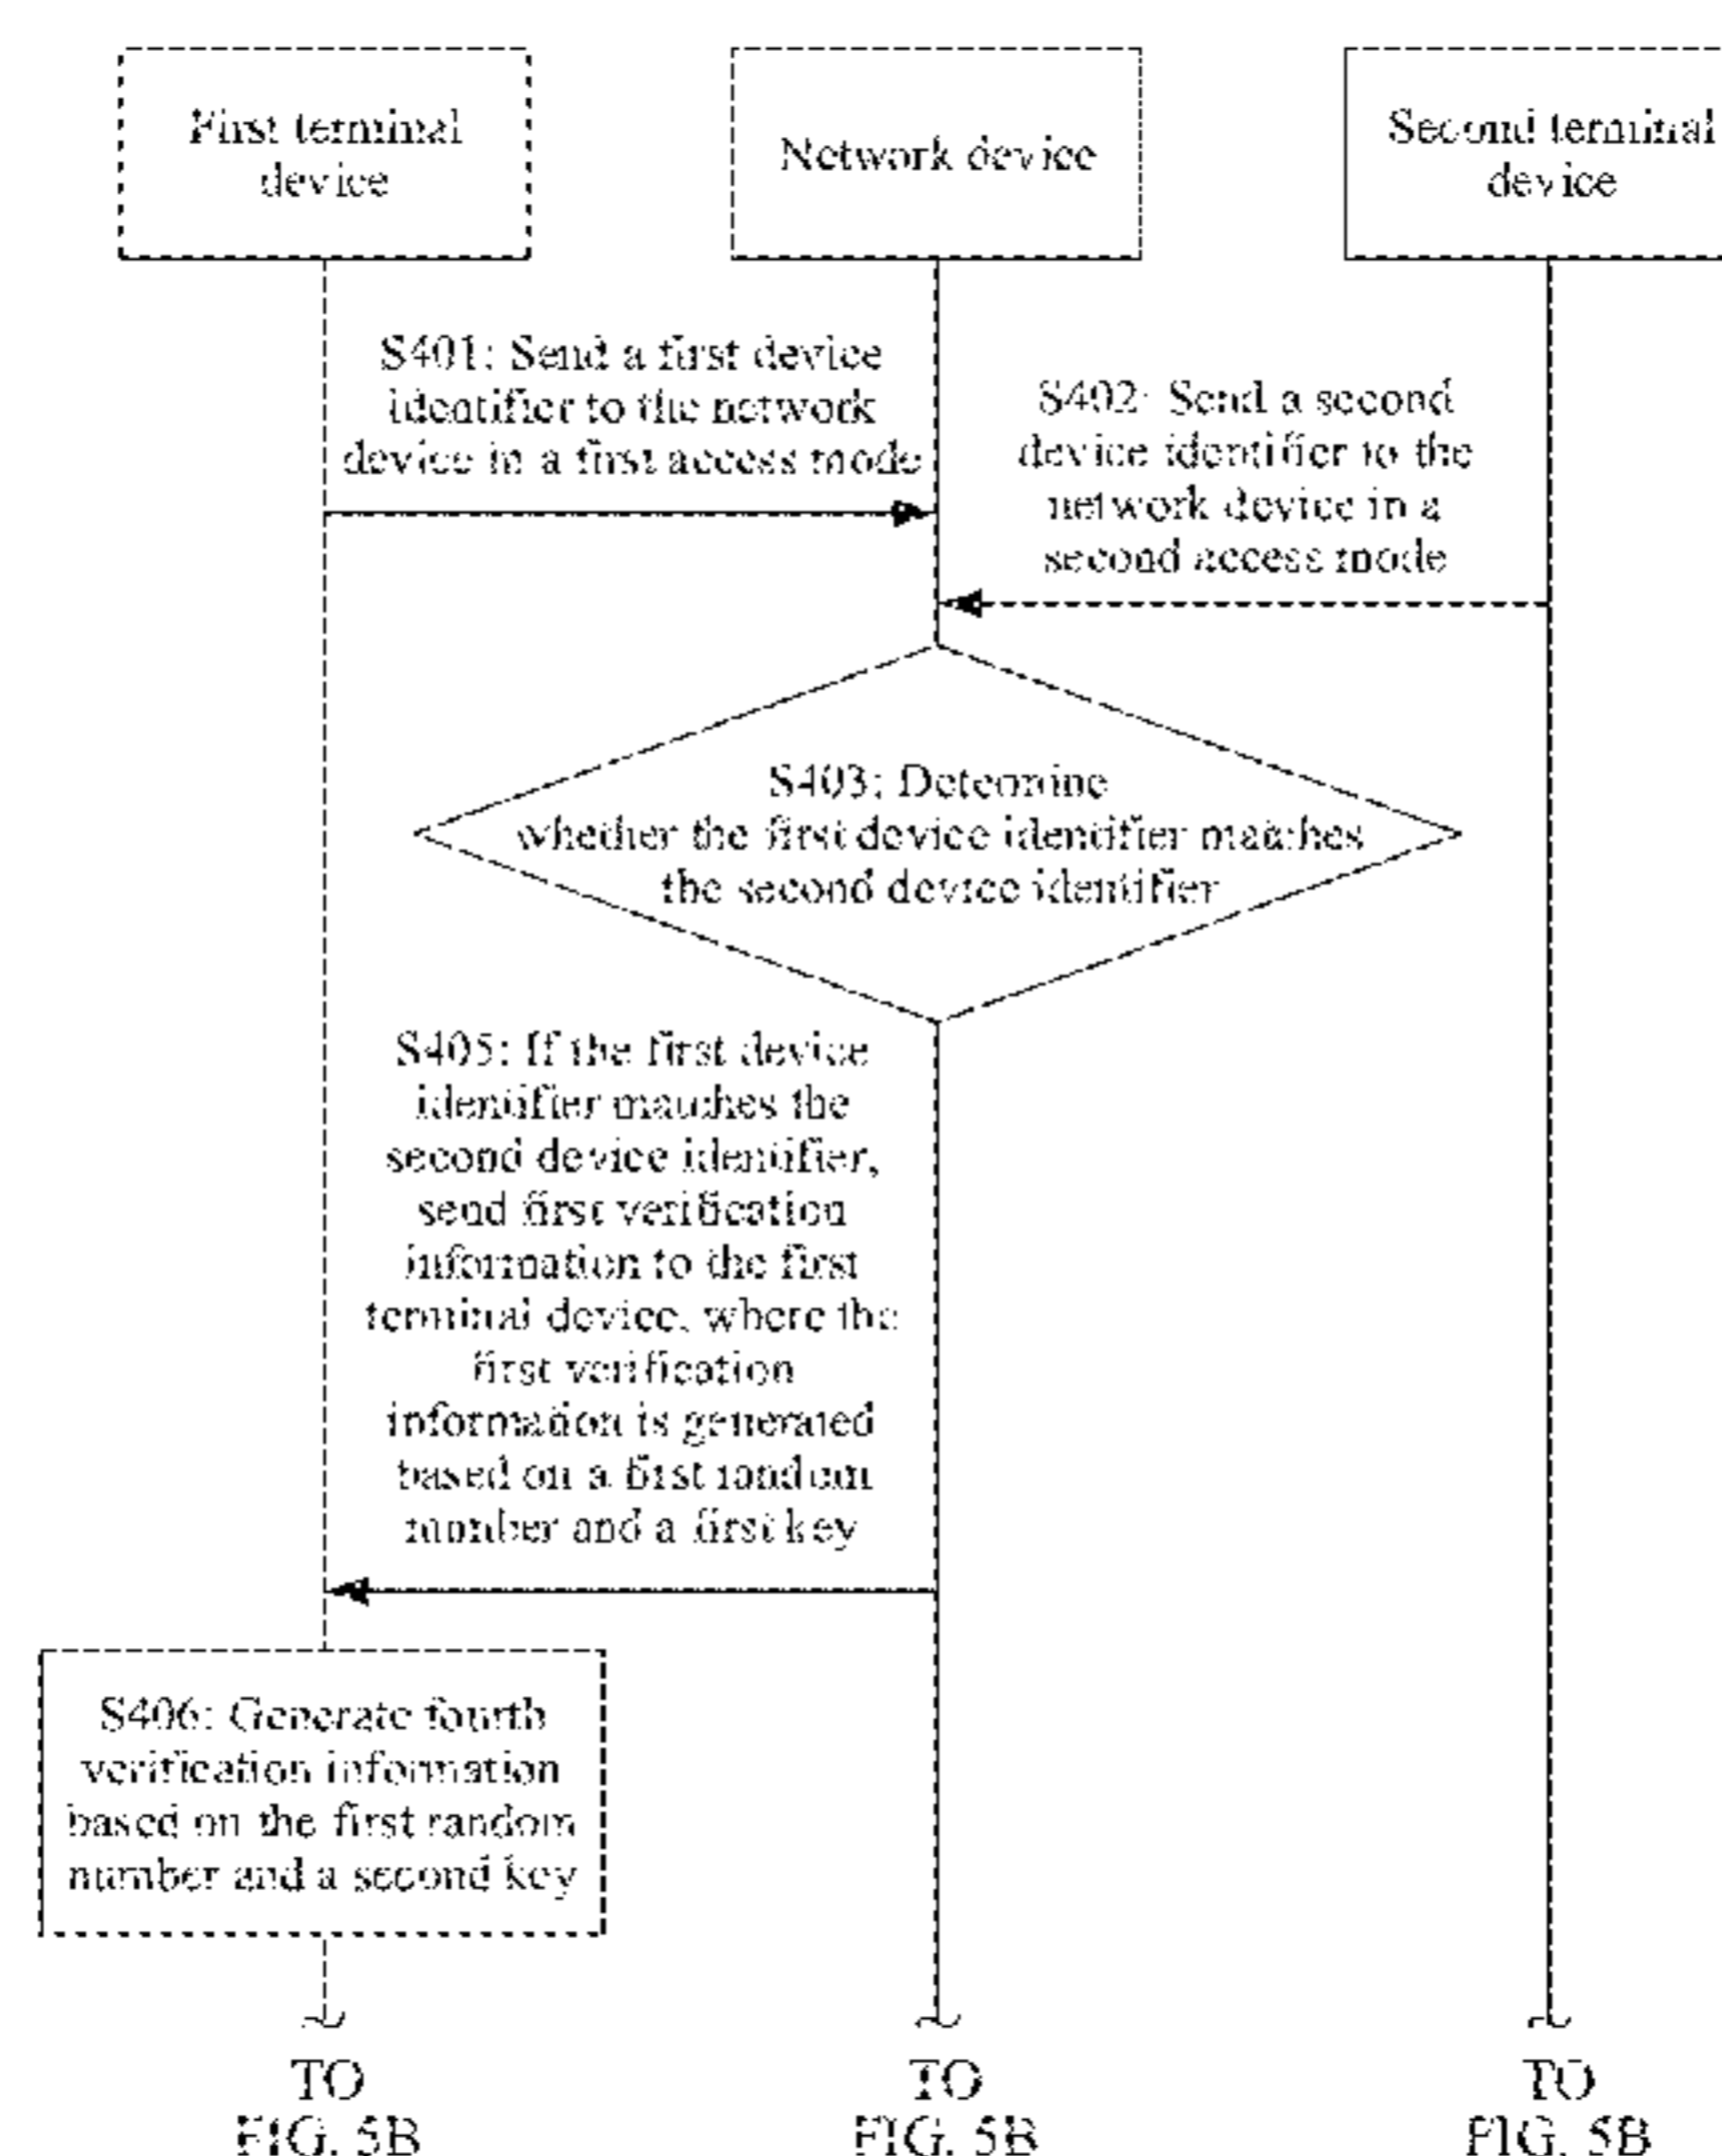 First terminal
device
Network device
Second terminal
device
S401: Send a first device
identifier to the network
device in a first access mode
S402: Send a second
device identifier to the
network device in a
second access mode
S403: Determine
whether the first device identifier matches
the second device identifier
S405: If the first device
identifier matches the
second device identifier,
send first verification
information to the first
terminal device, where the
first verification
information is generated
based on a first random
number and a first key
S406: Generate fourth
verification information
based on the first random
number and a second key
TO
FIG. 5B
TO
FIG. 5B
TO
FIG. 5B